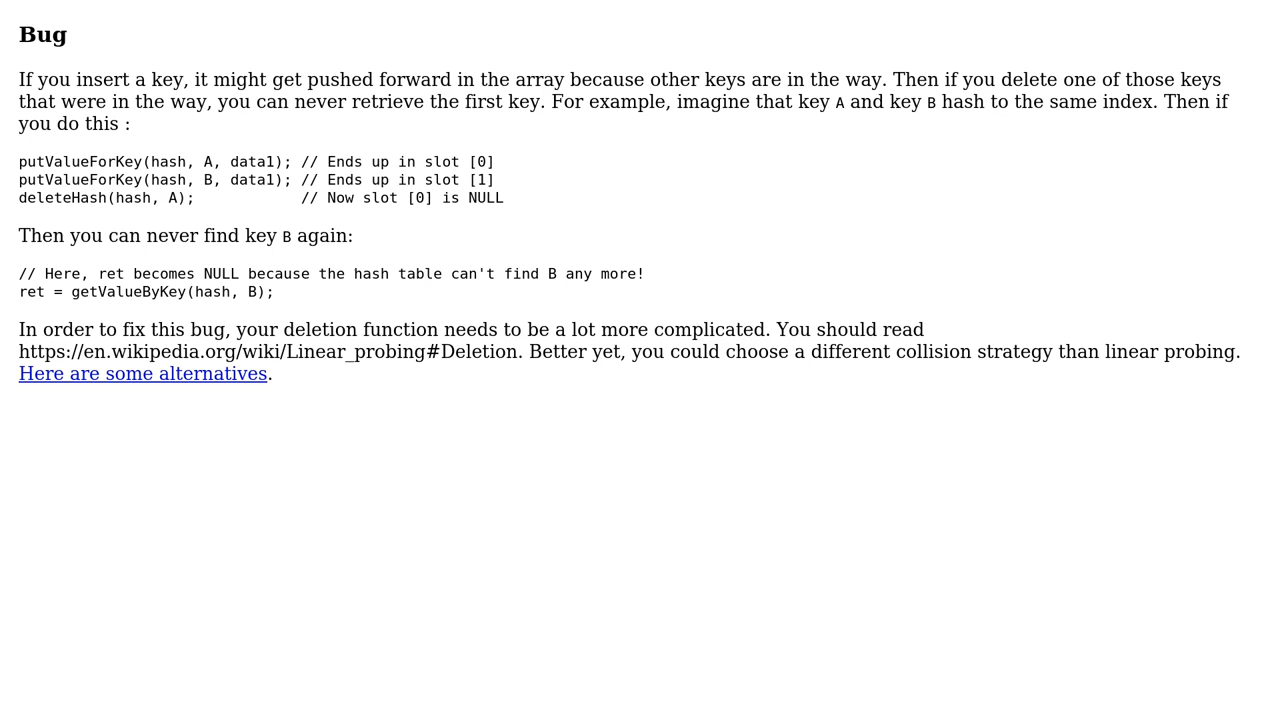 Bug
If you insert a key, it might get pushed forward in the array because other keys are in the way. Then if you delete one of those keys
that were in the way, you can never retrieve the first key. For example, imagine that key A and key B hash to the same index. Then if
you do this :
putValueForKey(hash, A, data1); // Ends up in slot [0]
putValueForKey(hash, B, data1); // Ends up in slot [1]
deleteHash(hash, A);            // Now slot [0] is NULL
Then you can never find key B again:
// Here, ret becomes NULL because the hash table can't find B any more!
ret = getValueByKey(hash, B);
In order to fix this bug, your deletion function needs to be a lot more complicated. You should read
https://en.wikipedia.org/wiki/Linear_probing#Deletion. Better yet, you could choose a different collision strategy than linear probing.
Here are some alternatives.